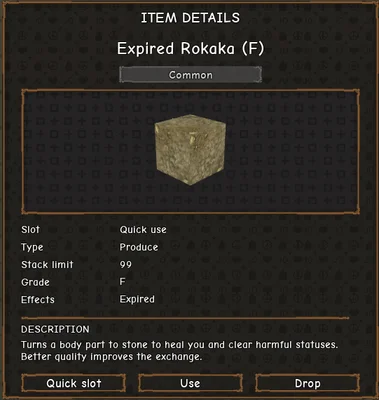 ITEM DETAILS
Expired Rokaka (F)
Common
Slot Quick use
Type Produce
Stack limit 99
Grade F
Effects Expired
DESCRIPTION
Turns a body part to stone to heal you and clear harmful statuses.
Better quality improves the exchange.
Quick slot Use Drop